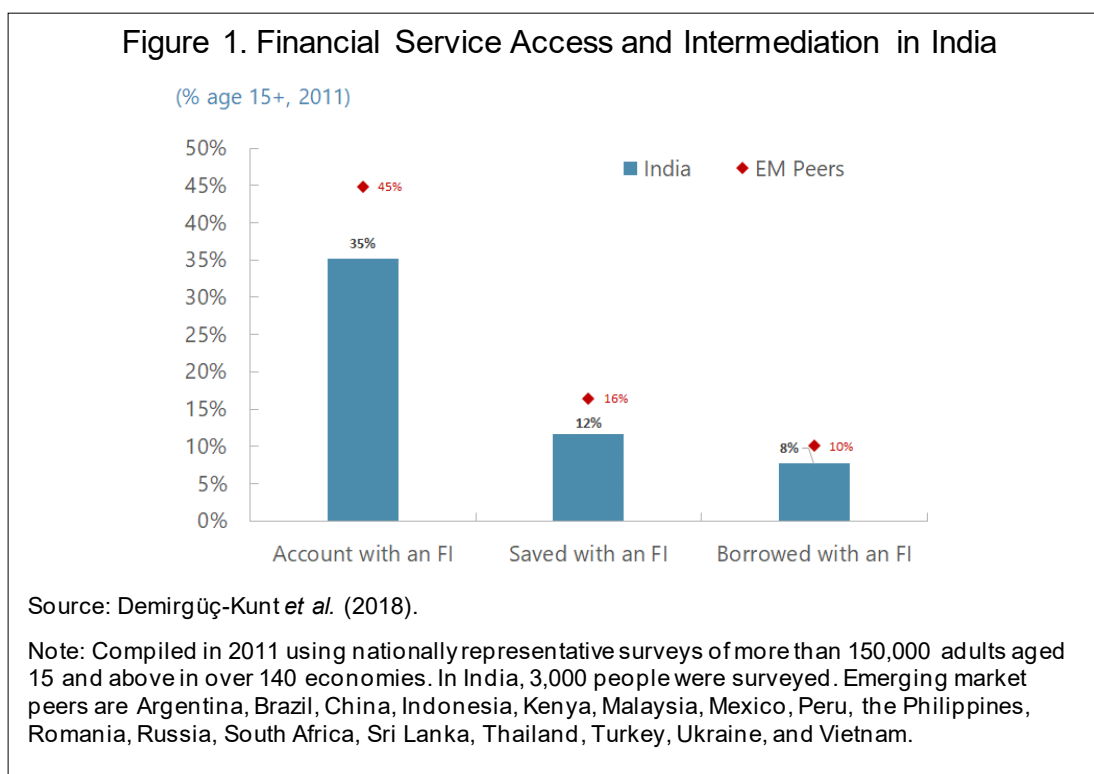 Figure 1. Financial Service Access and Intermediation in India
(% age 15+, 2011)
50%
45%
40%
35%
30%
25%
20%
15%
10%
5%
0%
India
EM Peers
45%
35%
16%
12%
8%
10%
Account with an FI
Saved with an FI
Borrowed with an FI
Source: Demirgüç-Kunt et al. (2018).
Note: Compiled in 2011 using nationally representative surveys of more than 150,000 adults aged
15 and above in over 140 economies. In India, 3,000 people were surveyed. Emerging market
peers are Argentina, Brazil, China, Indonesia, Kenya, Malaysia, Mexico, Peru, the Philippines,
Romania, Russia, South Africa, Sri Lanka, Thailand, Turkey, Ukraine, and Vietnam.